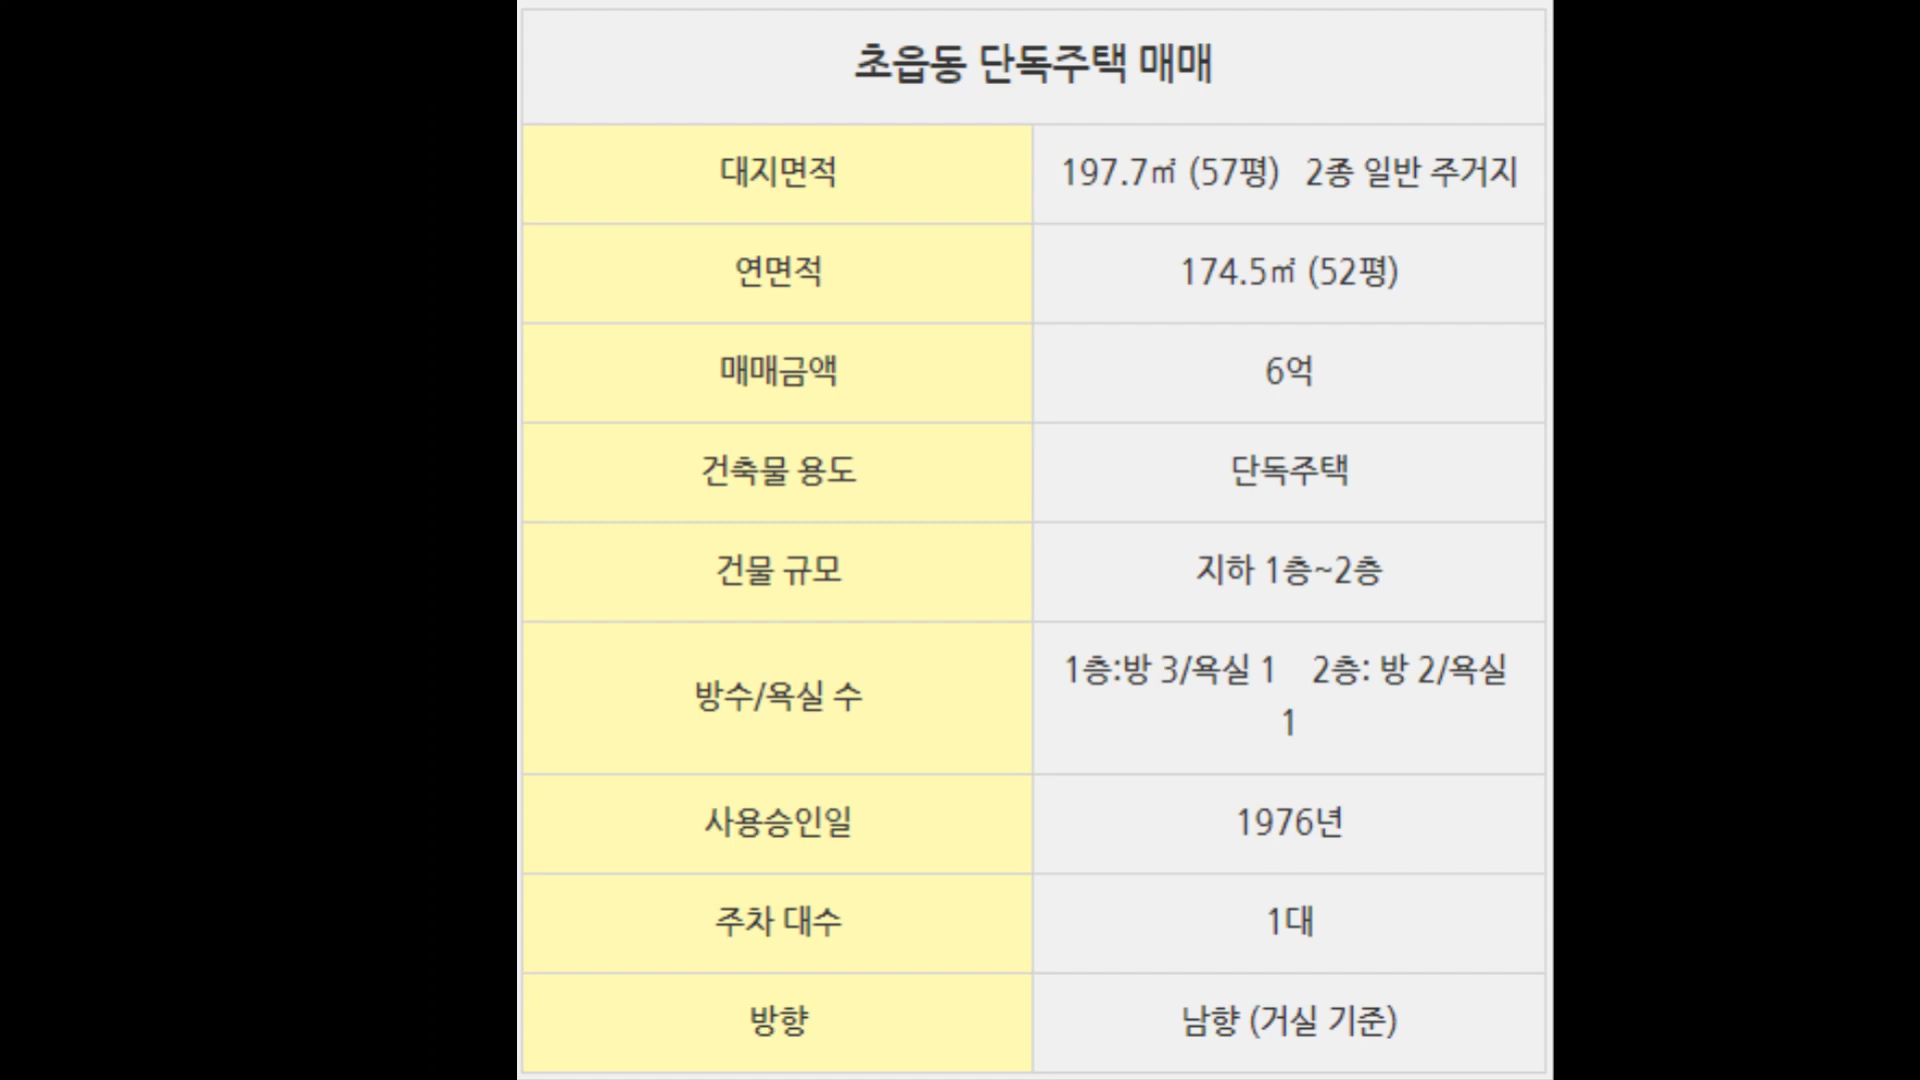 초읍동 단독주택 매매
대지면적
197.7㎡ (57평) 2종 일반 주거지
연면적
174.5㎡ (52평)
매매금액
6억
건축물 용도
단독주택
건물 규모
지하 1층~2층
방수/욕실 수
1층:방 3/욕실 1 2층: 방 2/욕실
1
사용승인일
1976년
주차 대수
1대
방향
남향 (거실 기준)